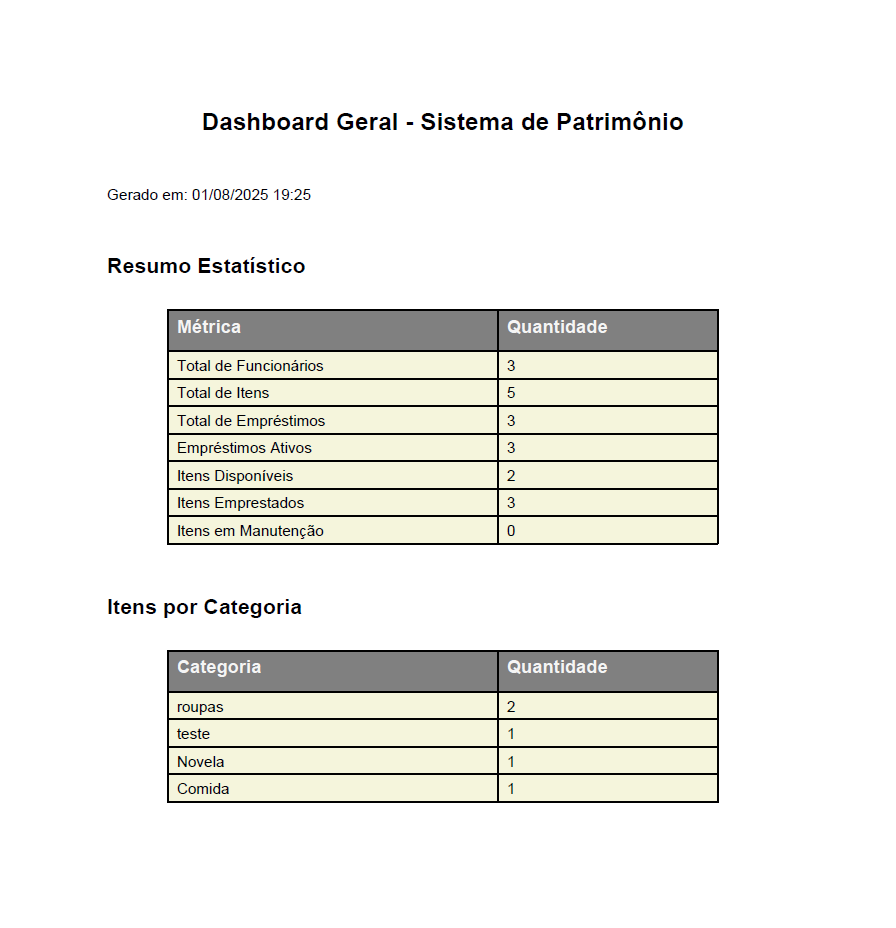 Dashboard Geral - Sistema de Patrimônio
Gerado em: 01/08/2025 19:25
Resumo Estatístico
Métrica Quantidade
Total de Funcionários 3
Total de Itens 5
Total de Empréstimos 3
Empréstimos Ativos 3
Itens Disponíveis 2
Itens Emprestados 3
Itens em Manutenção 0
Itens por Categoria
Categoria Quantidade
roupas 2
teste 1
Novela 1
Comida 1